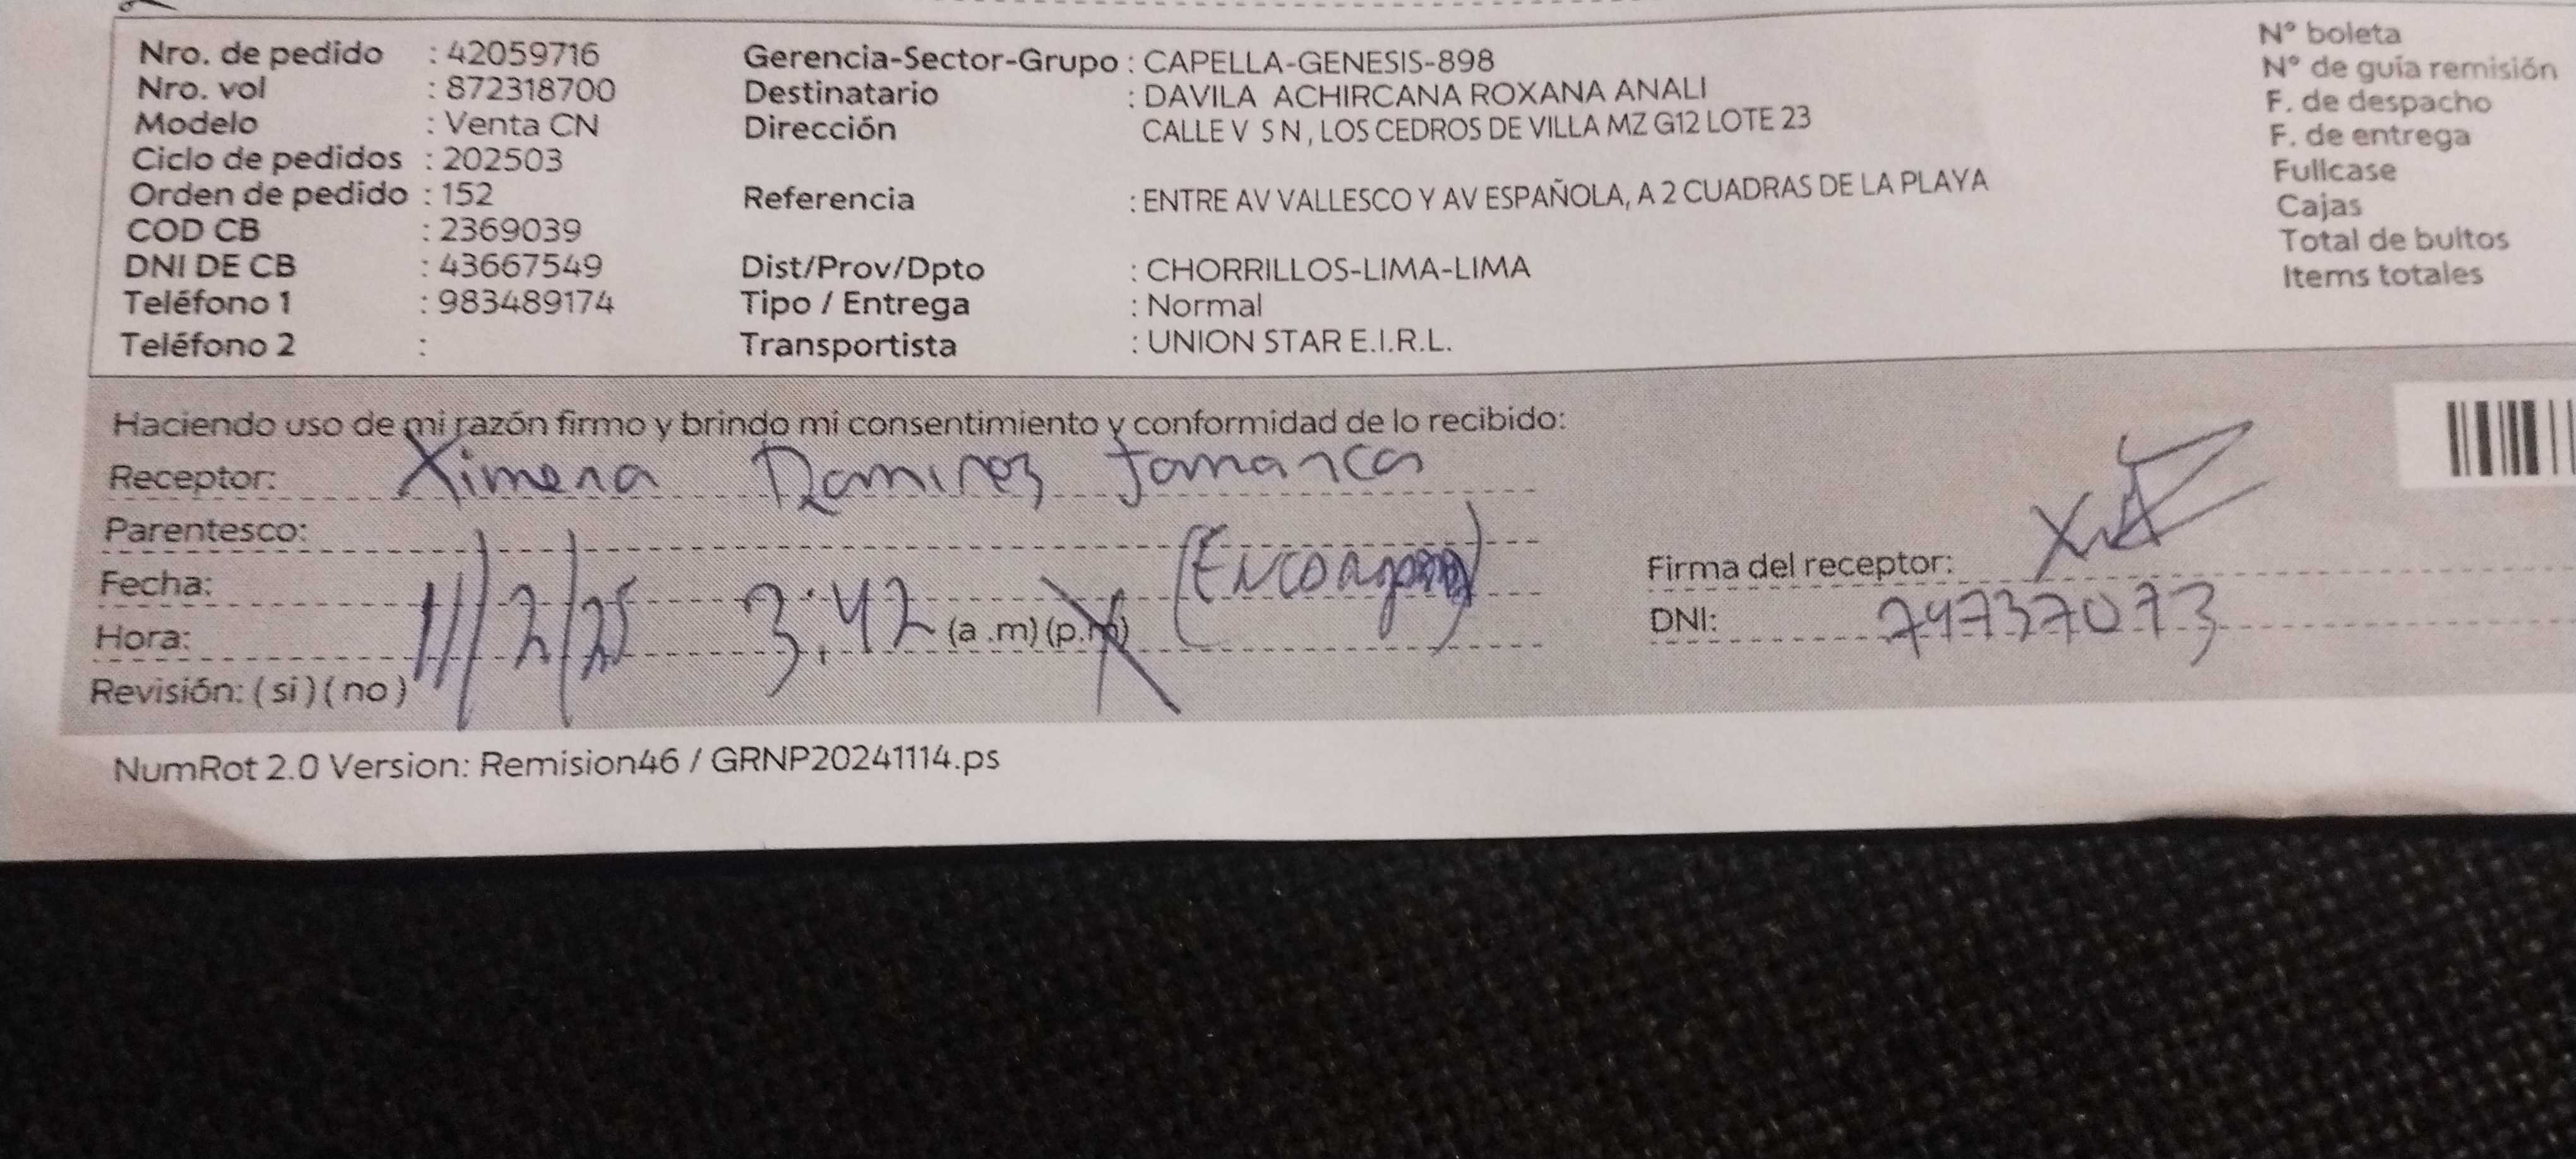 Nro. de pedido : 42059716 Gerencia-Sector-Grupo : CAPELLA-GENESIS-898 N° boleta
Nro. vol : 872318700 Destinatario : DAVILA ACHIRCANA ROXANA ANALI N° de guía remisión
Modelo : Venta CN Dirección CALLE V S N , LOS CEDROS DE VILLA MZ G12 LOTE 23 F. de despacho
Ciclo de pedidos : 202503 F. de entrega
Orden de pedido : 152 Referencia : ENTRE AV VALLESCO Y AV ESPAÑOLA, A 2 CUADRAS DE LA PLAYA Fullcase
COD CB : 2369039 Cajas
DNI DE CB : 43667549 Dist/Prov/Dpto : CHORRILLOS-LIMA-LIMA Total de bultos
Teléfono 1 : 983489174 Tipo / Entrega : Normal Items totales
Teléfono 2 : Transportista : UNION STAR E.I.R.L.
Haciendo uso de mi razón firmo y brindo mi consentimiento y conformidad de lo recibido:
Receptor: Ximena Ramirez Jamanca
Parentesco:
Fecha: 11/2/25 Firma del receptor:
Hora: 3:42 (a .m) (p.m) DNI: 74737073
Revisión: ( si ) ( no )
NumRot 2.0 Version: Remision46 / GRNP20241114.ps